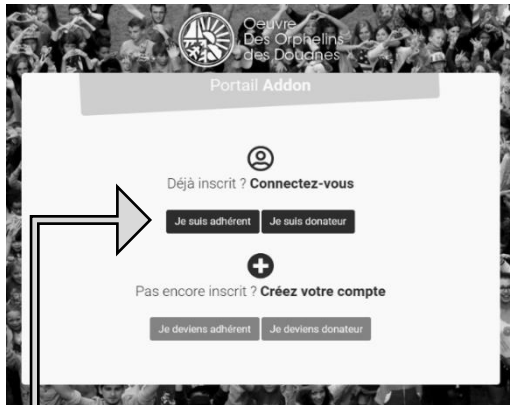 Oeuvre
Des Orphelins
des Douanes
Portail Addon
Déjà inscrit ? Connectez-vous
Je suis adhérent Je suis donateur
Pas encore inscrit ? Créez votre compte
Je deviens adhérent Je deviens donateur